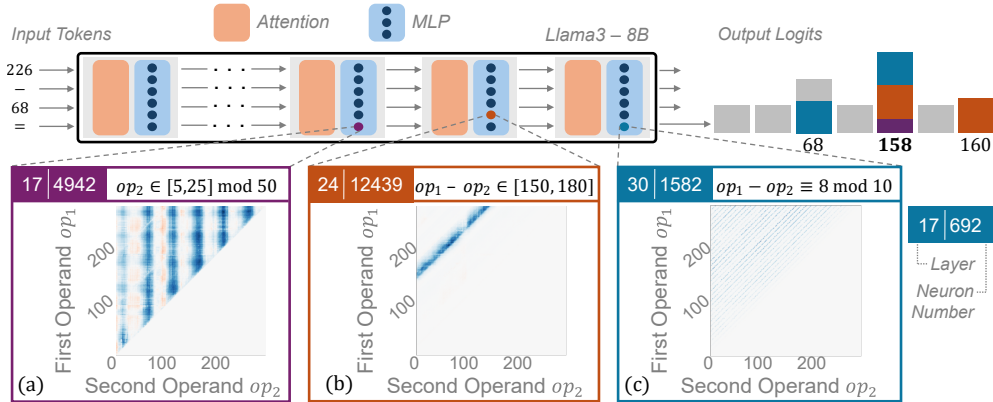 Input Tokens
Attention
MLP
Llama3 – 8B
Output Logits
226
–
68
=
. . .
. . .
. . .
. . .
68
158
160
17|4942
op₂ ∈ [5,25] mod 50
First Operand op₁
200
100
0
0
200
Second Operand op₂
(a)
24|12439
op₁ – op₂ ∈ [150, 180]
First Operand op₁
200
100
0
200
Second Operand op₂
(b)
30|1582
op₁ – op₂ ≡ 8 mod 10
First Operand op₁
200
100
0
200
Second Operand op₂
(c)
17|692
Layer
Neuron
Number